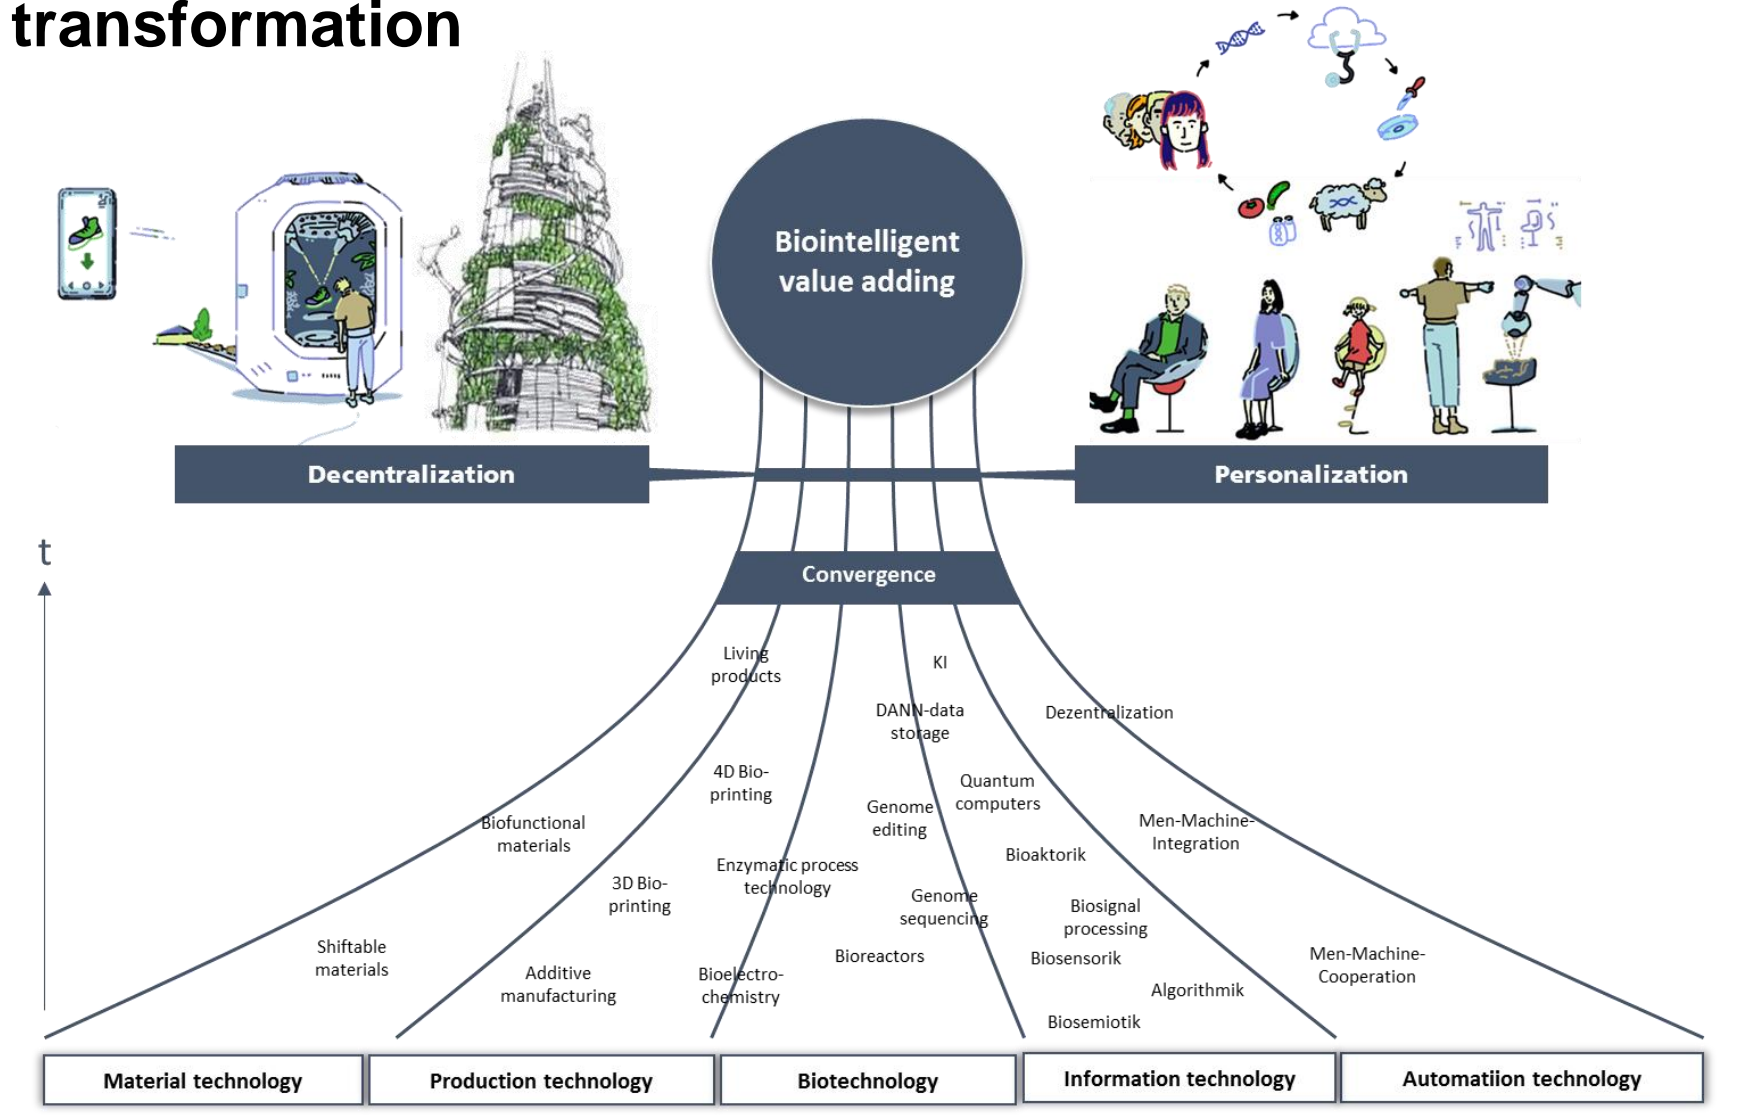 transformation
Biointelligent
value adding
Decentralization
Personalization
t
Convergence
Living
products
KI
DANN-data
storage
Dezentralization
4D Bio-
printing
Quantum
computers
Genome
editing
Biofunctional
materials
Men-Machine-
Integration
Bioaktorik
Enzymatic process
technology
3D Bio-
printing
Genome
sequencing
Biosignal
processing
Shiftable
materials
Bioreactors
Biosensorik
Men-Machine-
Cooperation
Additive
manufacturing
Bioelectro-
chemistry
Algorithmik
Biosemiotik
Material technology
Production technology
Biotechnology
Information technology
Automatiion technology